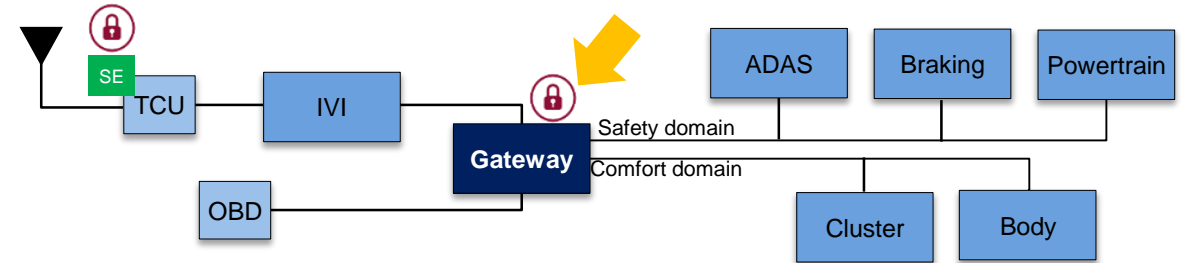 SE
TCU
IVI
OBD
Gateway
Safety domain
Comfort domain
ADAS
Braking
Powertrain
Cluster
Body